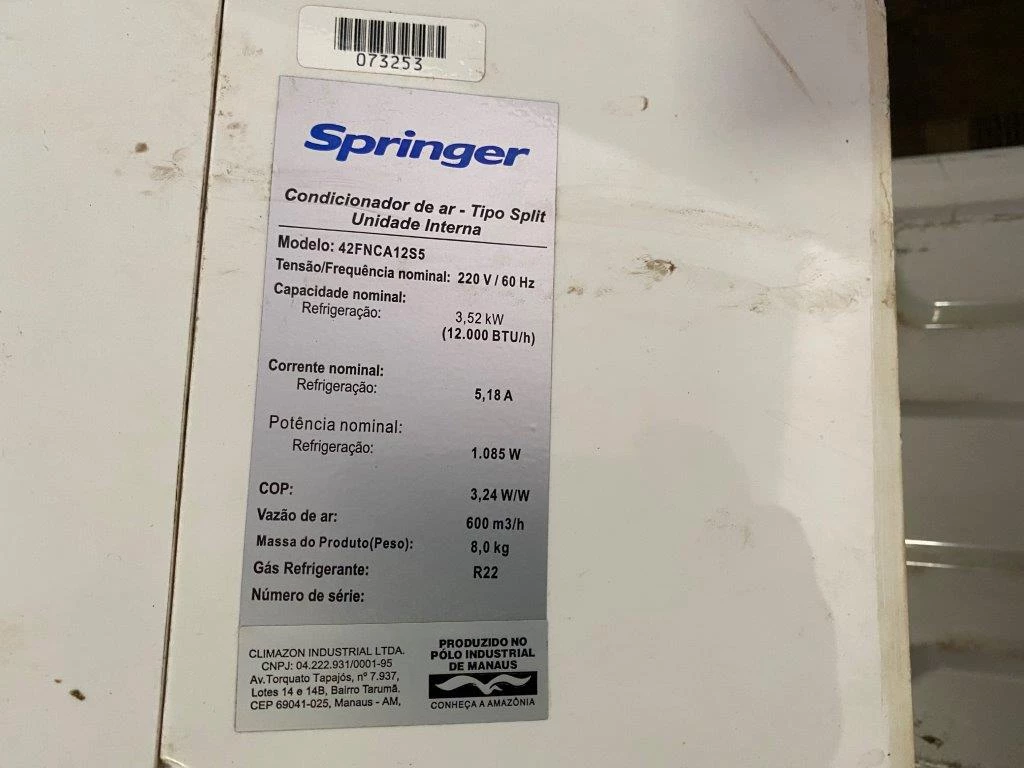 073253
Springer
Condicionador de ar - Tipo Split
Unidade Interna
Modelo: 42FNCA12S5
Tensão/Frequência nominal: 220 V / 60 Hz
Capacidade nominal:
Refrigeração: 3,52 kW
(12.000 BTU/h)
Corrente nominal:
Refrigeração: 5,18 A
Potência nominal:
Refrigeração: 1.085 W
COP: 3,24 W/W
Vazão de ar: 600 m3/h
Massa do Produto(Peso): 8,0 kg
Gás Refrigerante: R22
Número de série:
CLIMAZON INDUSTRIAL LTDA.
CNPJ: 04.222.931/0001-95
Av.Torquato Tapajós, nº 7.937,
Lotes 14 e 14B, Bairro Tarumã.
CEP 69041-025, Manaus - AM,
PRODUZIDO NO
PÓLO INDUSTRIAL
DE MANAUS
CONHEÇA A AMAZÔNIA